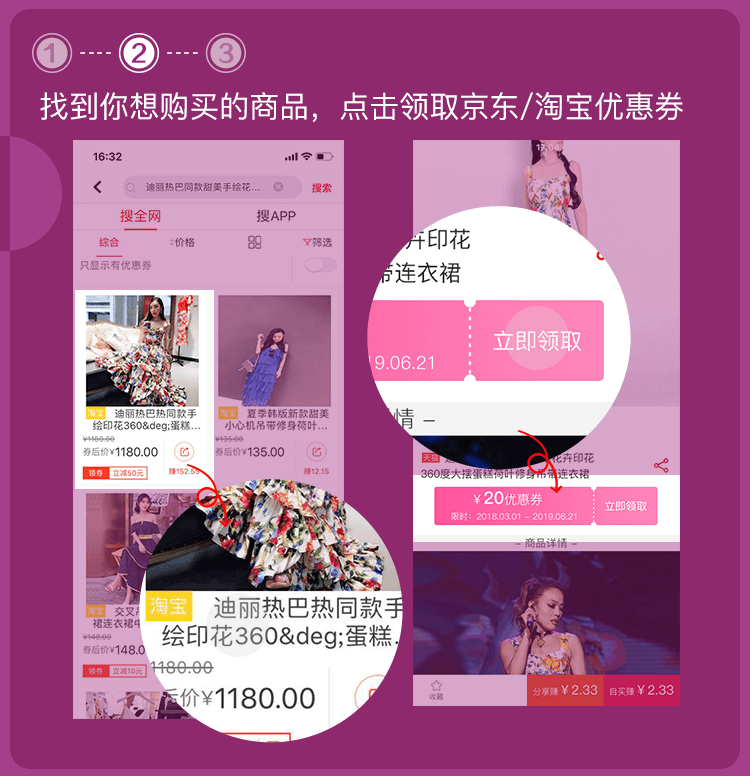 1 2 3
找到你想购买的商品，点击领取京东/淘宝优惠券
16:32
迪丽热巴同款甜美手绘花...
搜索
搜全网
搜APP
综合
价格
筛选
只显示有优惠券
淘宝 迪丽热巴热同款手
绘印花360&deg;蛋糕...
¥1180.00
券后价¥1180.00
领券 立减50元
赚152.55
淘宝 夏季韩版新款甜美
小心机吊带修身荷叶...
¥135.00
券后价¥135.00
赚12.15
淘宝 交叉
裙连衣裙中
¥148.00
券后价¥148.0
领券 立减10元
淘宝 迪丽热巴热同款手
绘印花360&deg;蛋糕.
1180.00
后价¥1180.00
17:04
卉印花
带连衣裙
9.06.21
立即领取
情 –
天猫
花卉印花
360度大摆蛋糕荷叶修身吊带连衣裙
¥20优惠券
限时：2018.03.01 - 2019.06.21
立即领取
– 商品详情 –
收藏
分享赚¥2.33
自买赚¥2.33